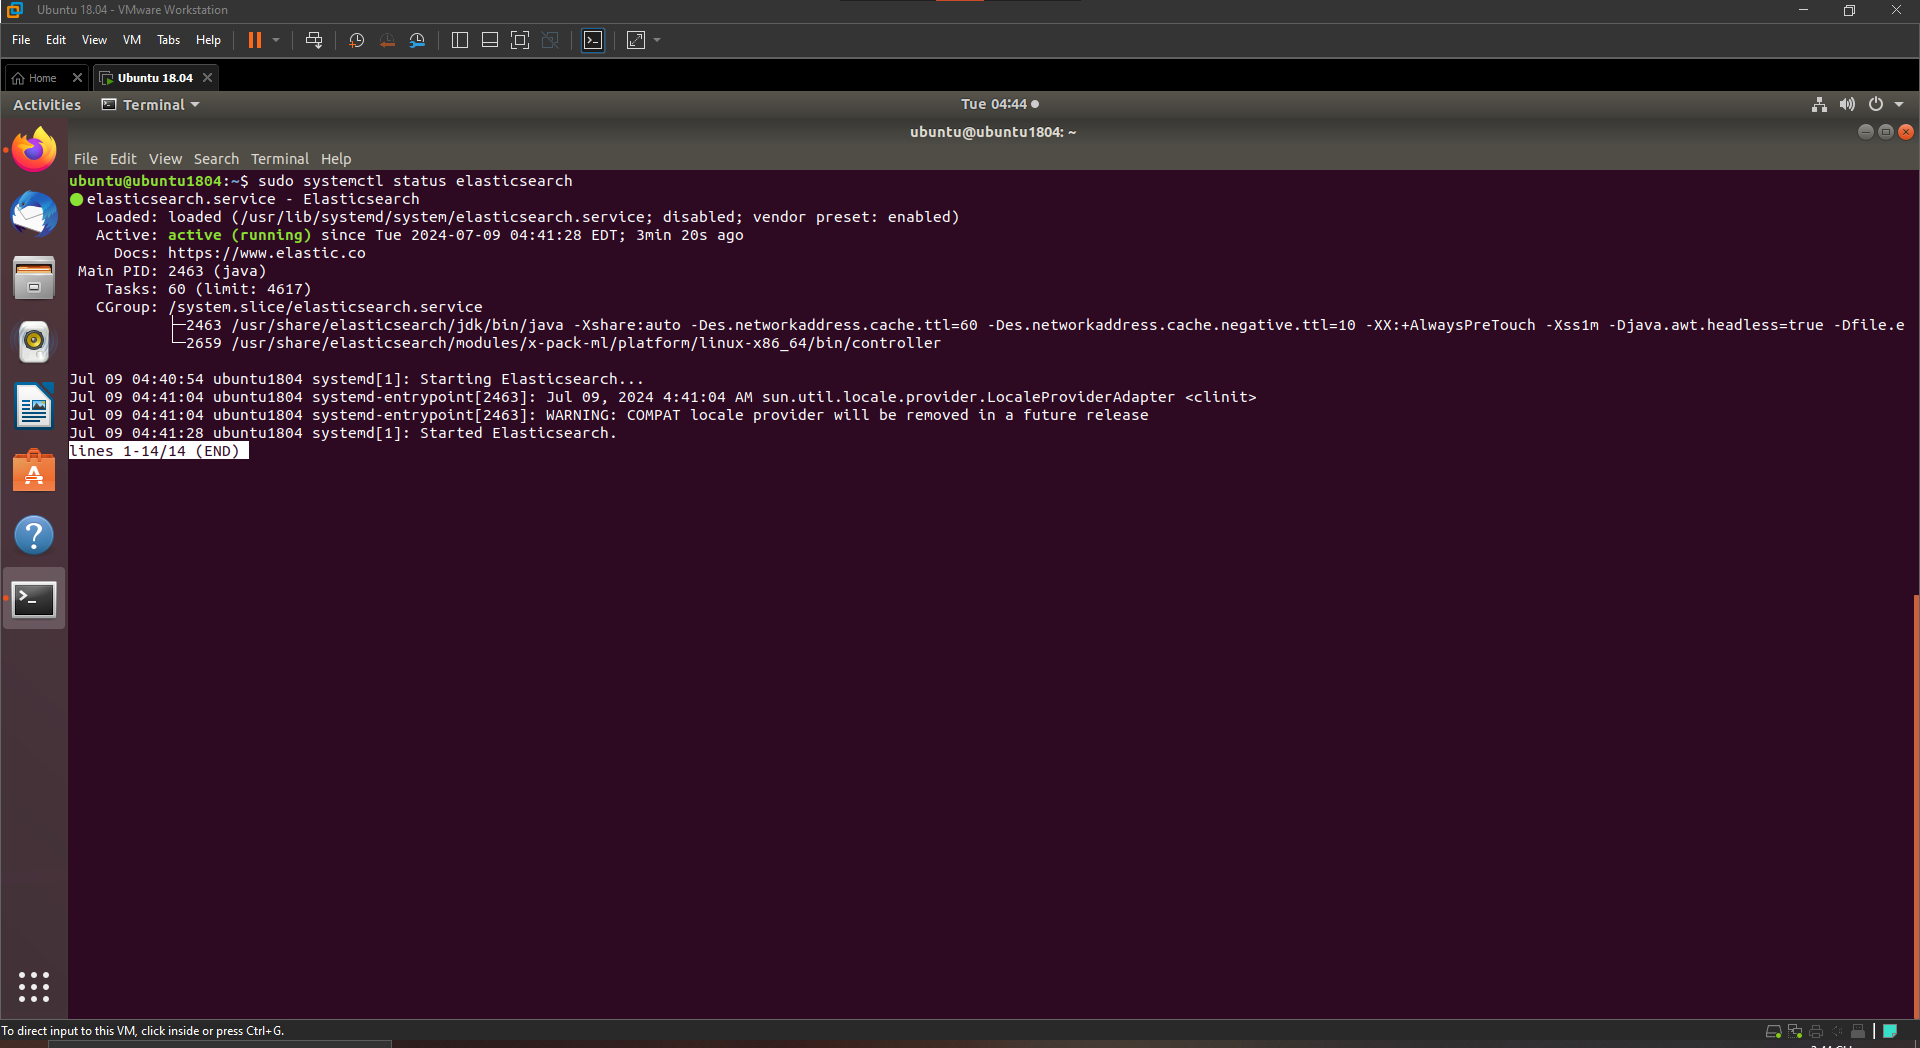 Ubuntu 18.04 - VMware Workstation
File Edit View VM Tabs Help
Home Ubuntu 18.04
Activities Terminal Tue 04:44
ubuntu@ubuntu1804: ~
File Edit View Search Terminal Help
ubuntu@ubuntu1804:~$ sudo systemctl status elasticsearch
● elasticsearch.service - Elasticsearch
Loaded: loaded (/usr/lib/systemd/system/elasticsearch.service; disabled; vendor preset: enabled)
Active: active (running) since Tue 2024-07-09 04:41:28 EDT; 3min 20s ago
Docs: https://www.elastic.co
Main PID: 2463 (java)
Tasks: 60 (limit: 4617)
CGroup: /system.slice/elasticsearch.service
├─2463 /usr/share/elasticsearch/jdk/bin/java -Xshare:auto -Des.networkaddress.cache.ttl=60 -Des.networkaddress.cache.negative.ttl=10 -XX:+AlwaysPreTouch -Xss1m -Djava.awt.headless=true -Dfile.e
└─2659 /usr/share/elasticsearch/modules/x-pack-ml/platform/linux-x86_64/bin/controller
Jul 09 04:40:54 ubuntu1804 systemd[1]: Starting Elasticsearch...
Jul 09 04:41:04 ubuntu1804 systemd-entrypoint[2463]: Jul 09, 2024 4:41:04 AM sun.util.locale.provider.LocaleProviderAdapter <clinit>
Jul 09 04:41:04 ubuntu1804 systemd-entrypoint[2463]: WARNING: COMPAT locale provider will be removed in a future release
Jul 09 04:41:28 ubuntu1804 systemd[1]: Started Elasticsearch.
lines 1-14/14 (END)
To direct input to this VM, click inside or press Ctrl+G.